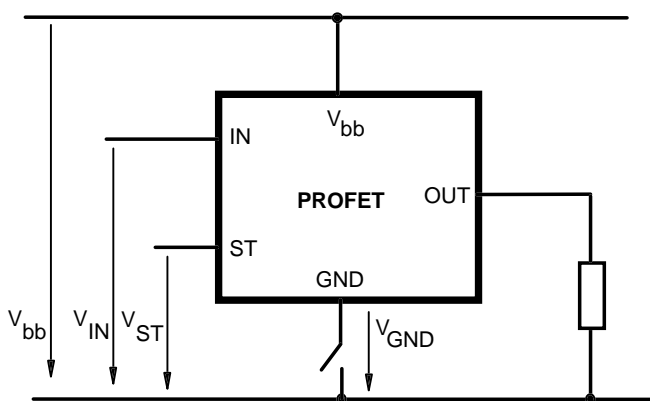 Vbb
IN
PROFET
OUT
ST
GND
Vbb
VIN
VST
VGND